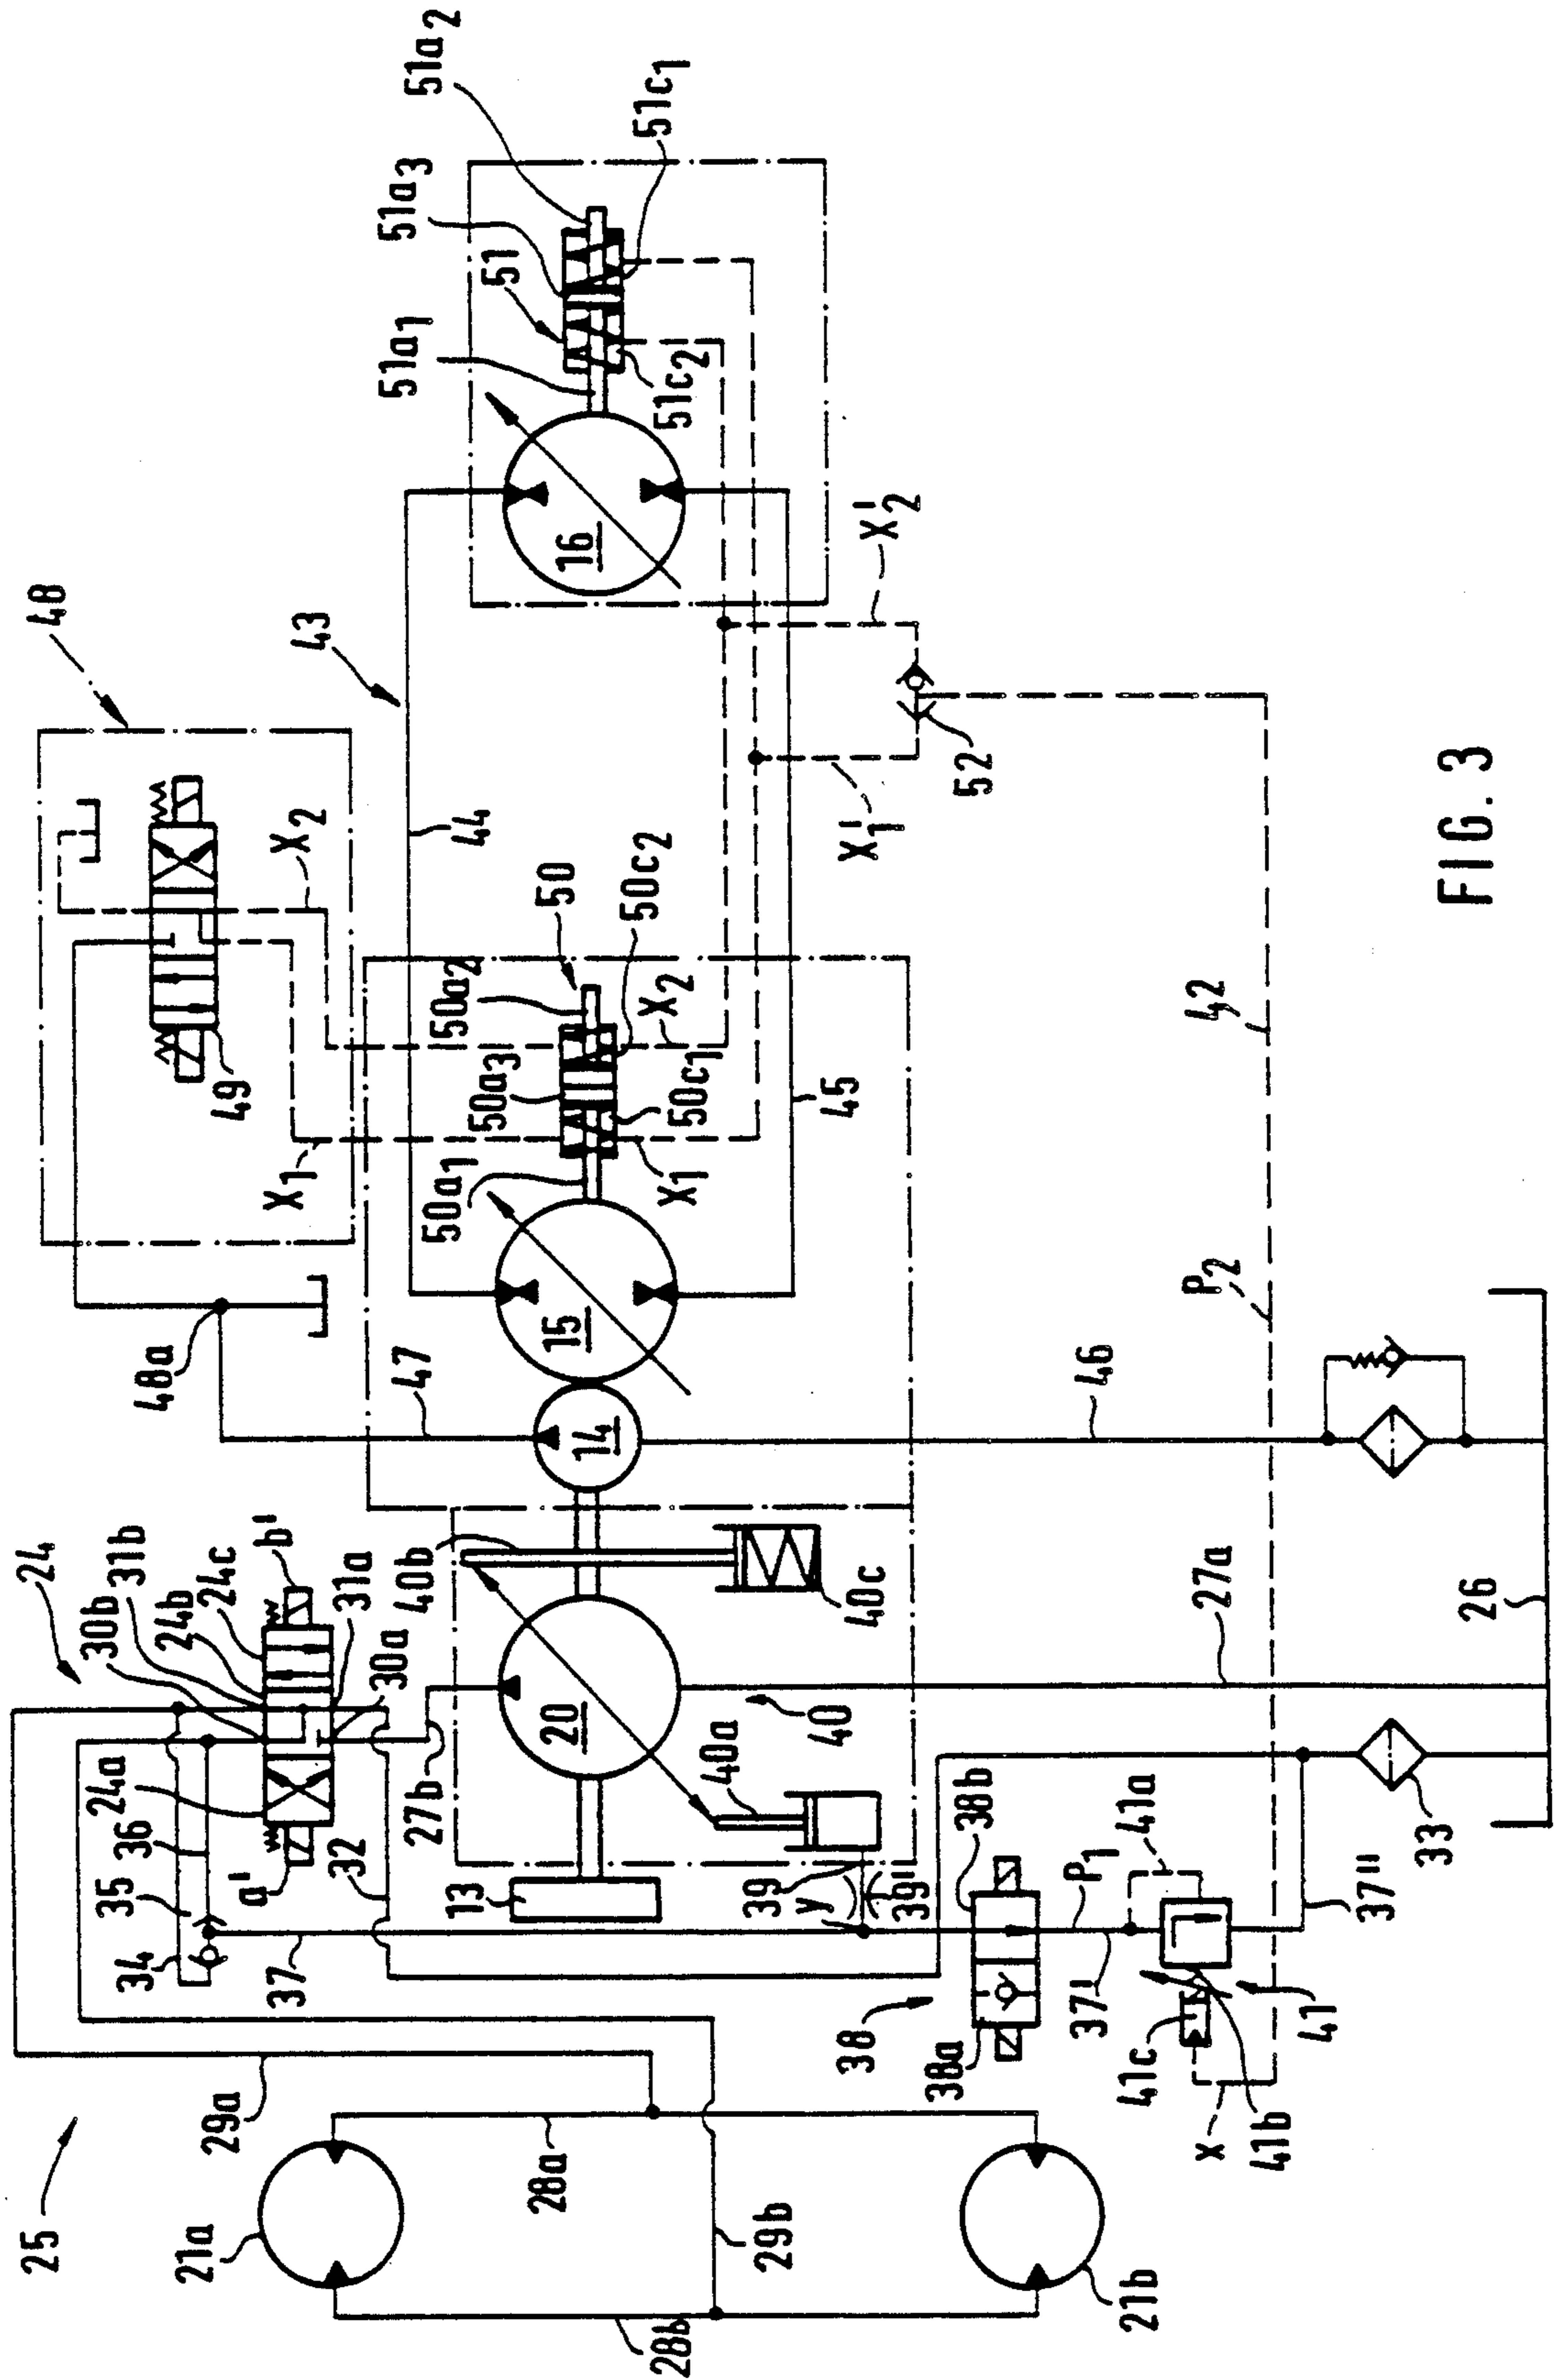 25
24
48
30b
34
36
31b
35
48a
24b
21a
29a
24a
24c
49
a'
b'
X1
X2
37
43
32
31a
30a
28b
27b
40b
47
51a1
51a3
51a2
13
50a1
50a2
44
51
28a
20
14
15
50a3
50
16
39
y
50c2
51c2
51c1
40a
50c1
X1
X2
29b
39'
40
40c
45
38
X'1
X'2
38a
38b
52
P1
37'
46
21b
41c
41a
x
27a
P2
42
41b
41
37"
33
26
FIG. 3